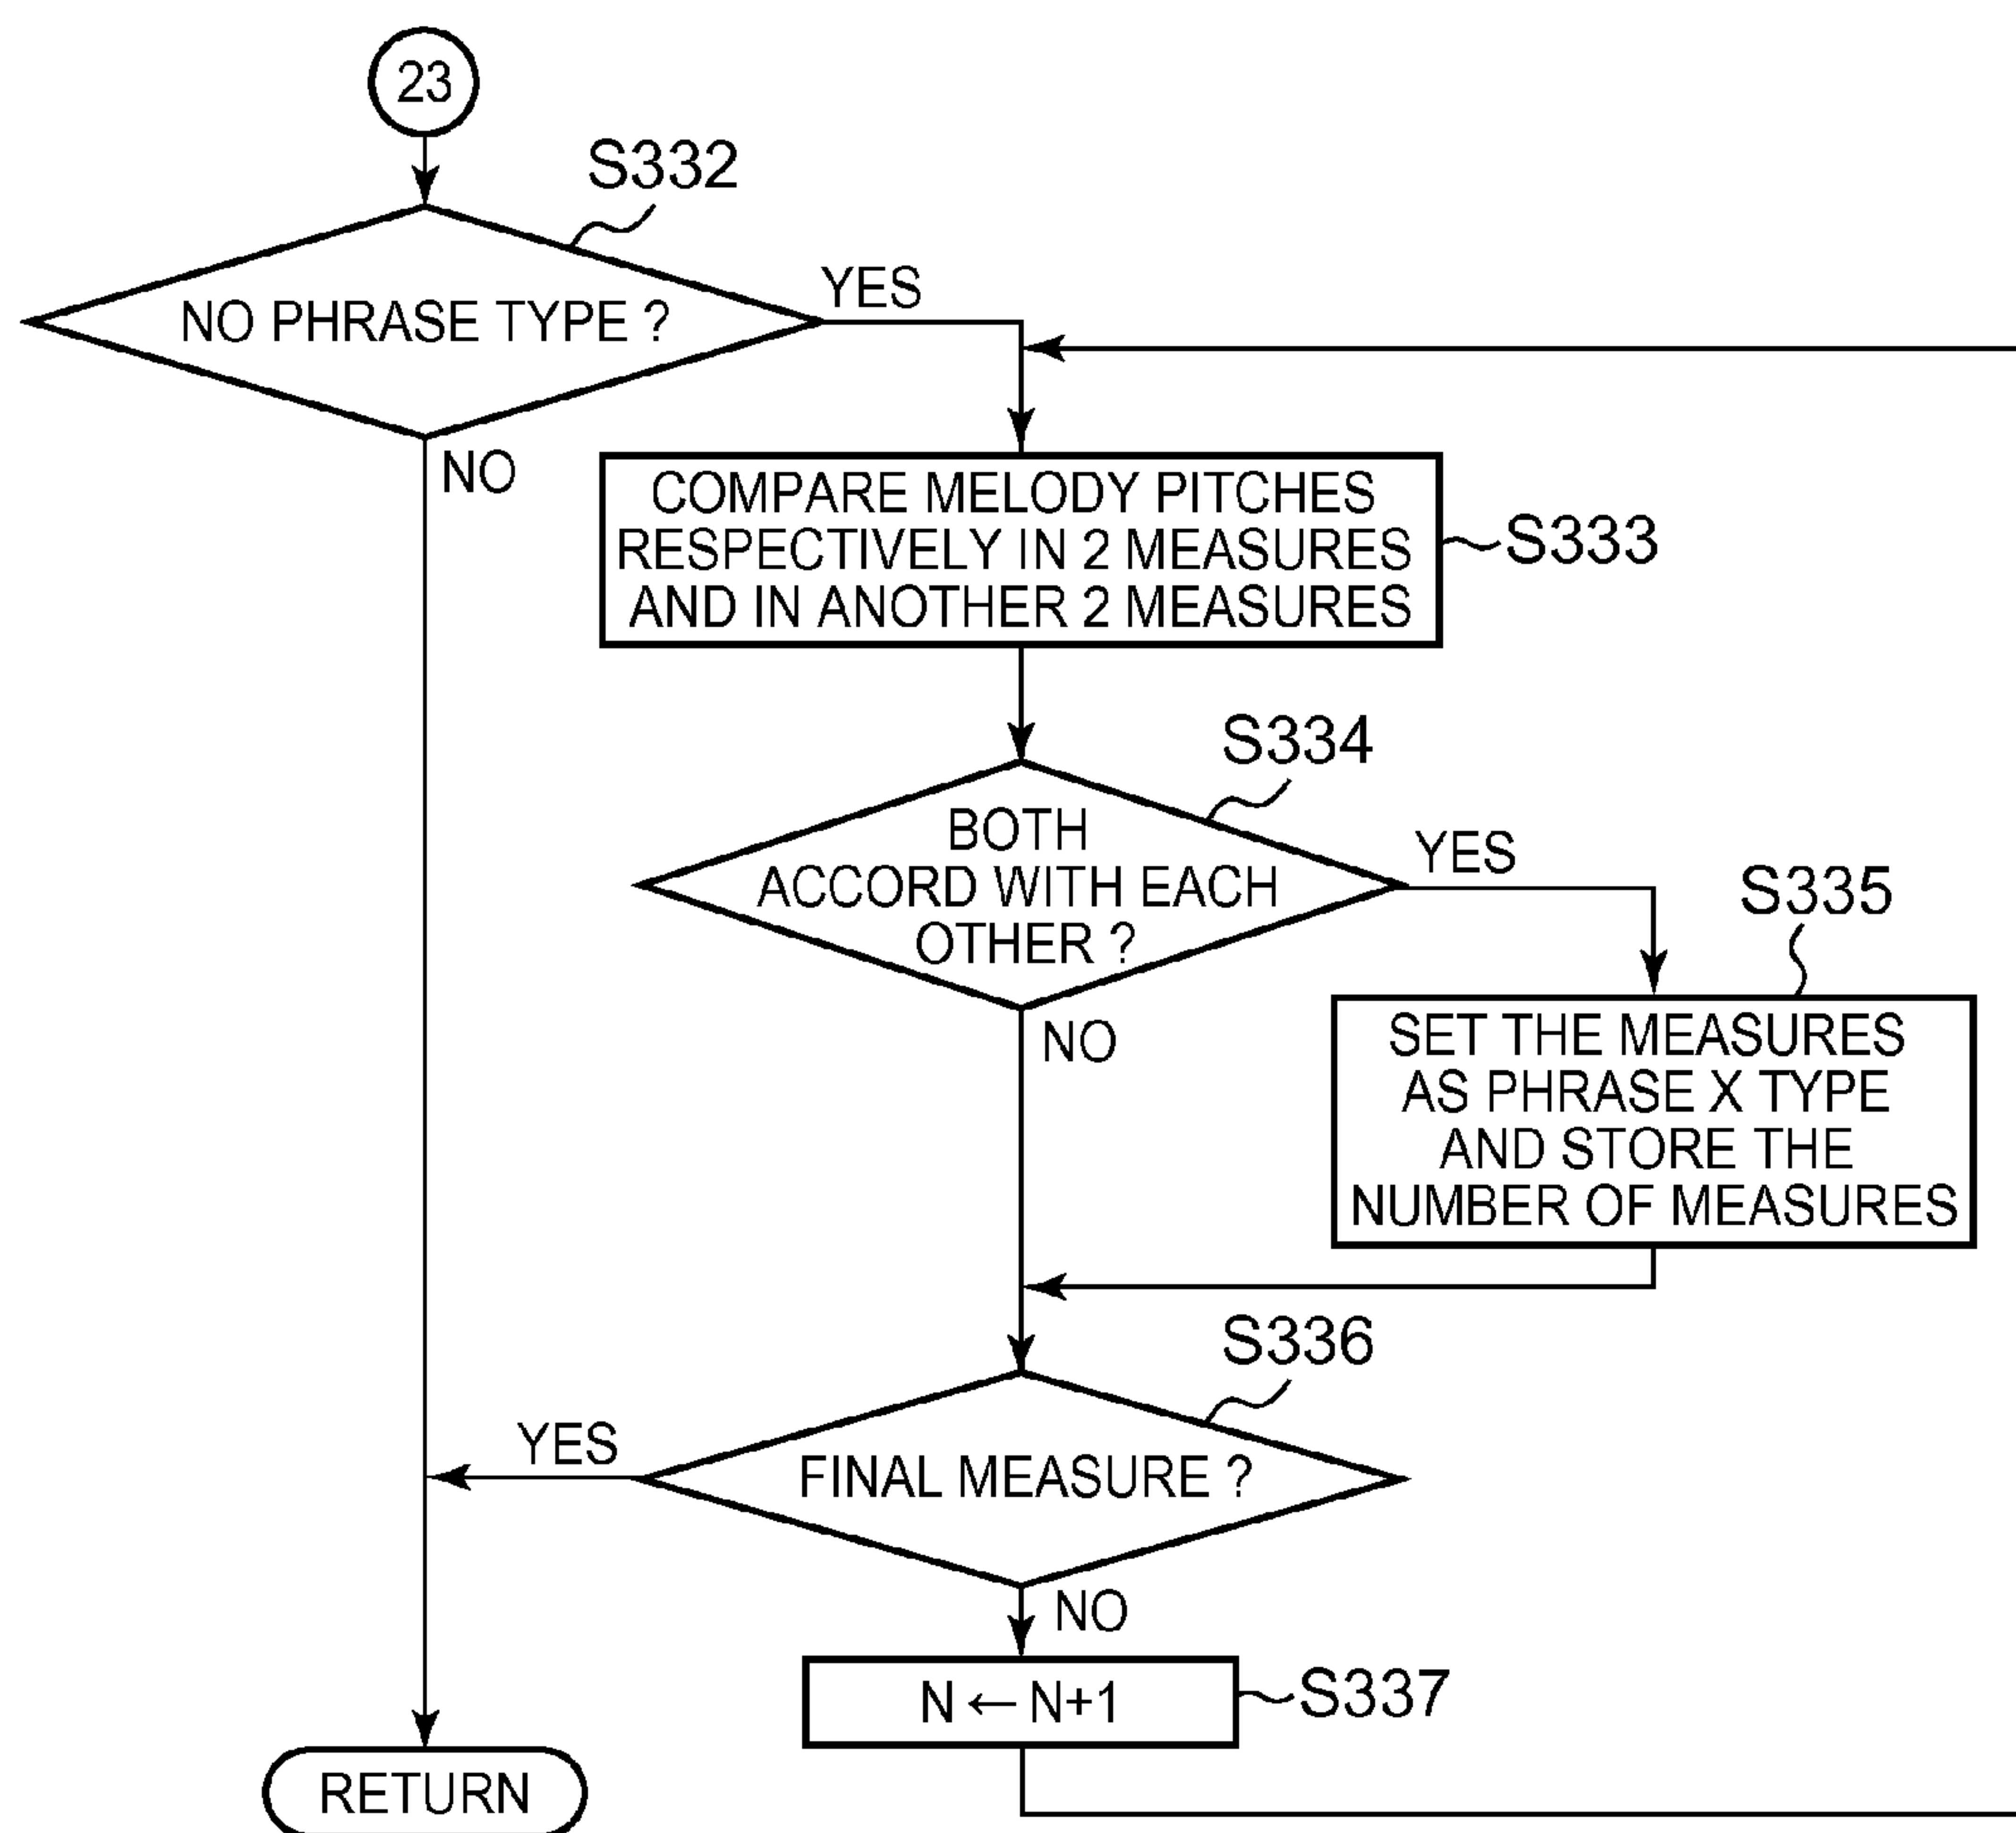 23
S332
NO PHRASE TYPE ?
YES
NO
COMPARE MELODY PITCHES
RESPECTIVELY IN 2 MEASURES
AND IN ANOTHER 2 MEASURES
S333
S334
BOTH
ACCORD WITH EACH
OTHER ?
YES
NO
S335
SET THE MEASURES
AS PHRASE X TYPE
AND STORE THE
NUMBER OF MEASURES
S336
FINAL MEASURE ?
YES
NO
N ← N+1
S337
RETURN